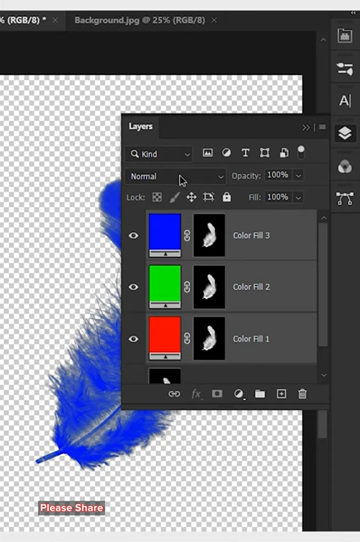 % (RGB/8) * ×
Background.jpg @ 25% (RGB/8) * ×
Layers
Kind
Normal
Opacity: 100%
Lock:
Fill: 100%
Color Fill 3
Color Fill 2
Color Fill 1
fx
Please Share